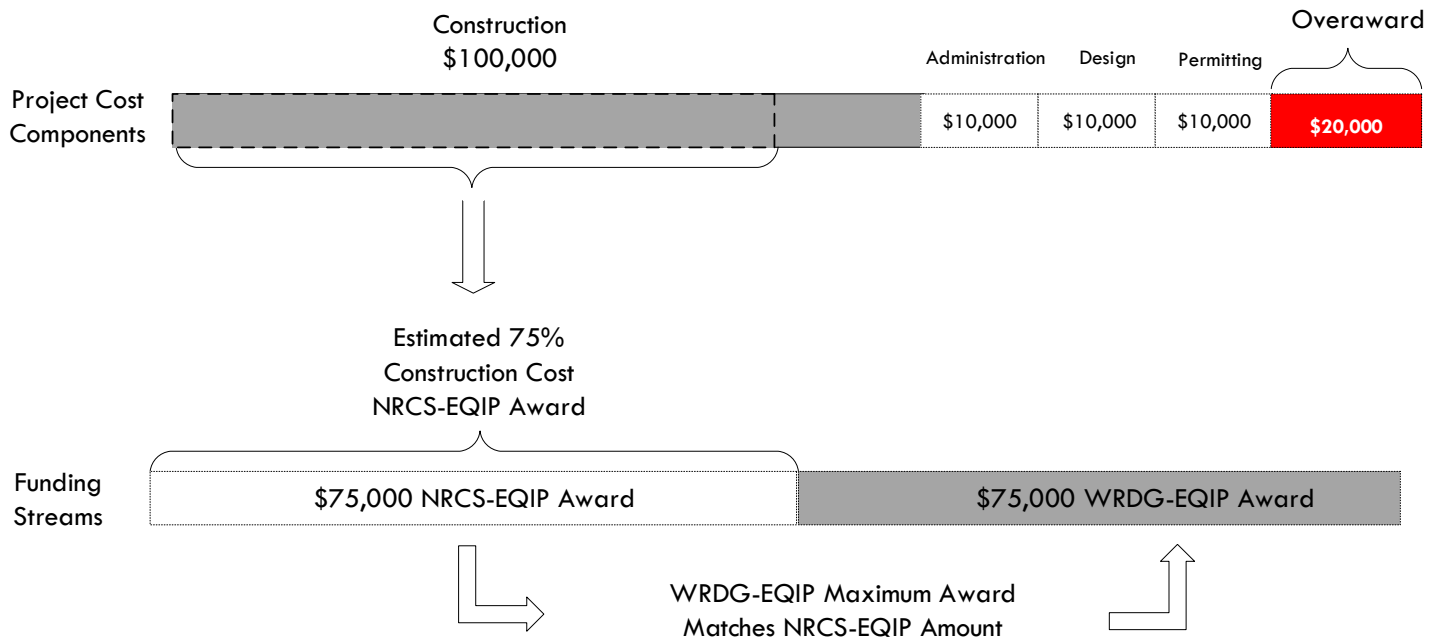 Construction
$100,000
Overaward
Administration
Design
Permitting
Project Cost
Components
$10,000
$10,000
$10,000
$20,000
Estimated 75%
Construction Cost
NRCS-EQIP Award
Funding
Streams
$75,000 NRCS-EQIP Award
$75,000 WRDG-EQIP Award
WRDG-EQIP Maximum Award
Matches NRCS-EQIP Amount